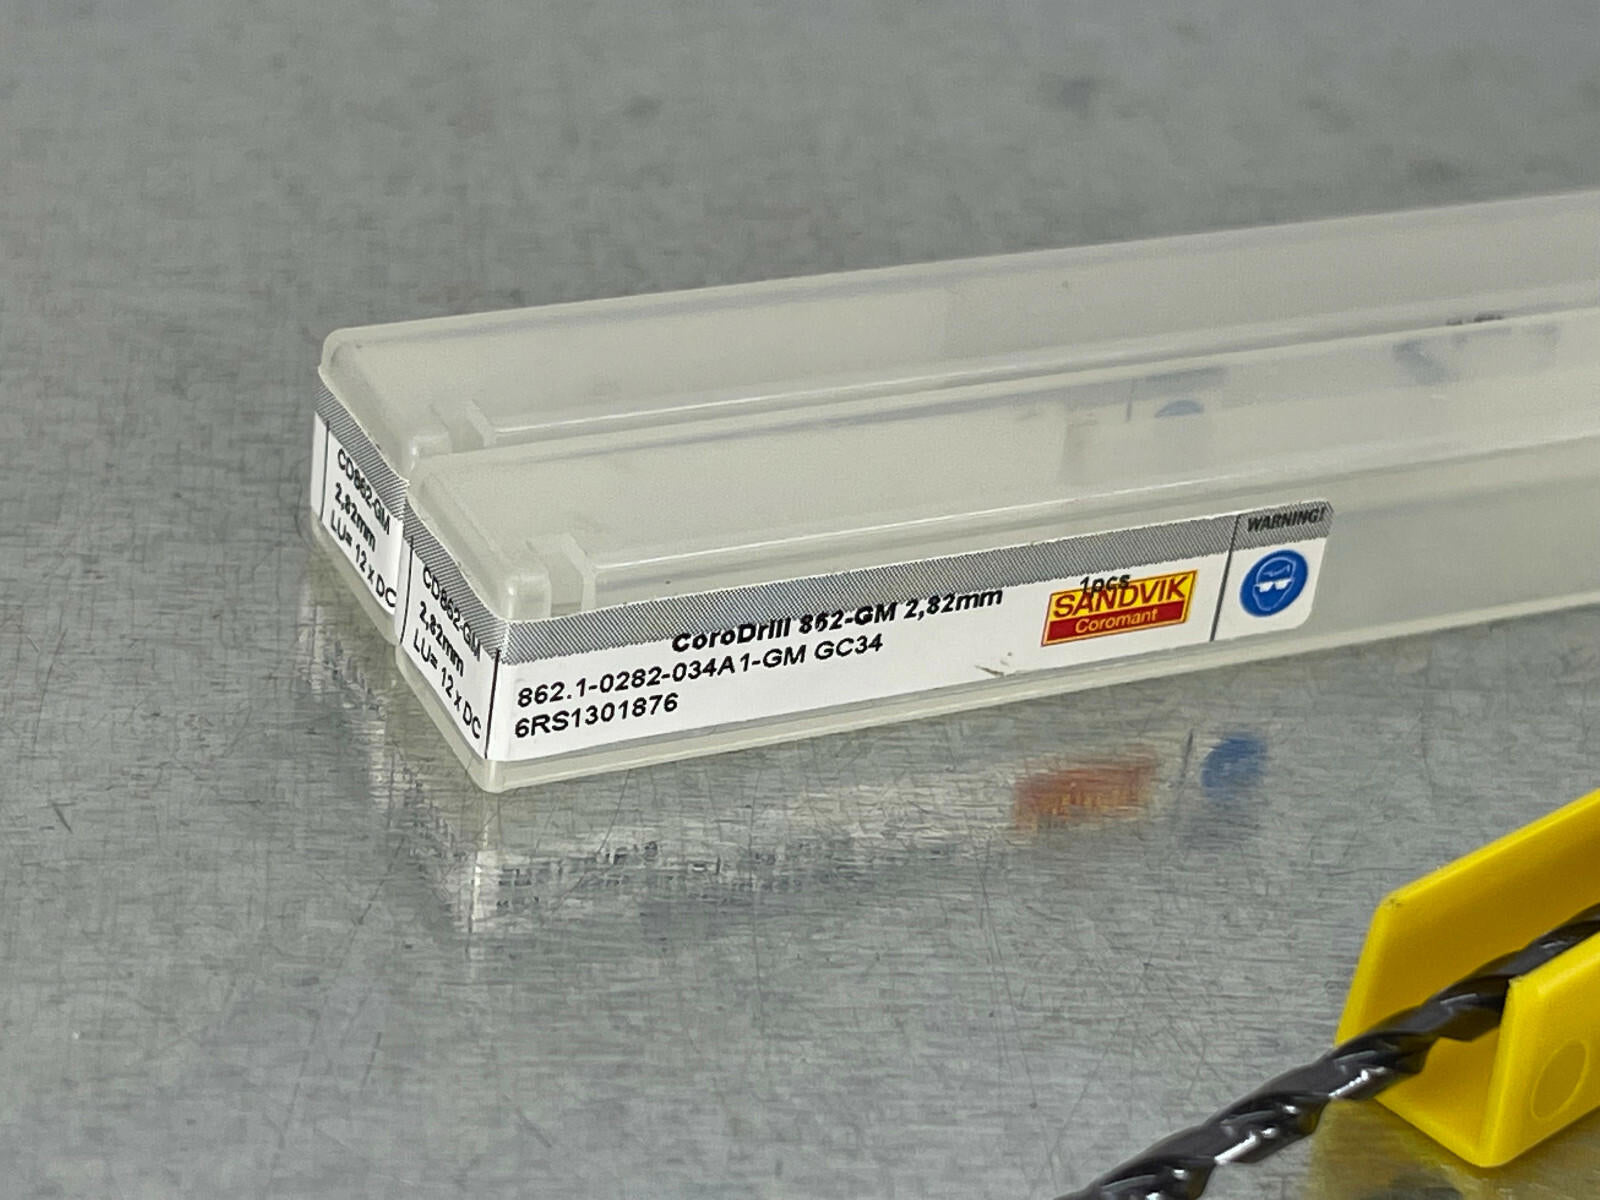 CD862-GM
2,82mm
LU= 12 x DC
CD862-GM
2,82mm
LU= 12 x DC
CoroDrill 862-GM 2,82mm
862.1-0282-034A1-GM GC34
6RS1301876
1pcs
SANDVIK
Coromant
WARNING!